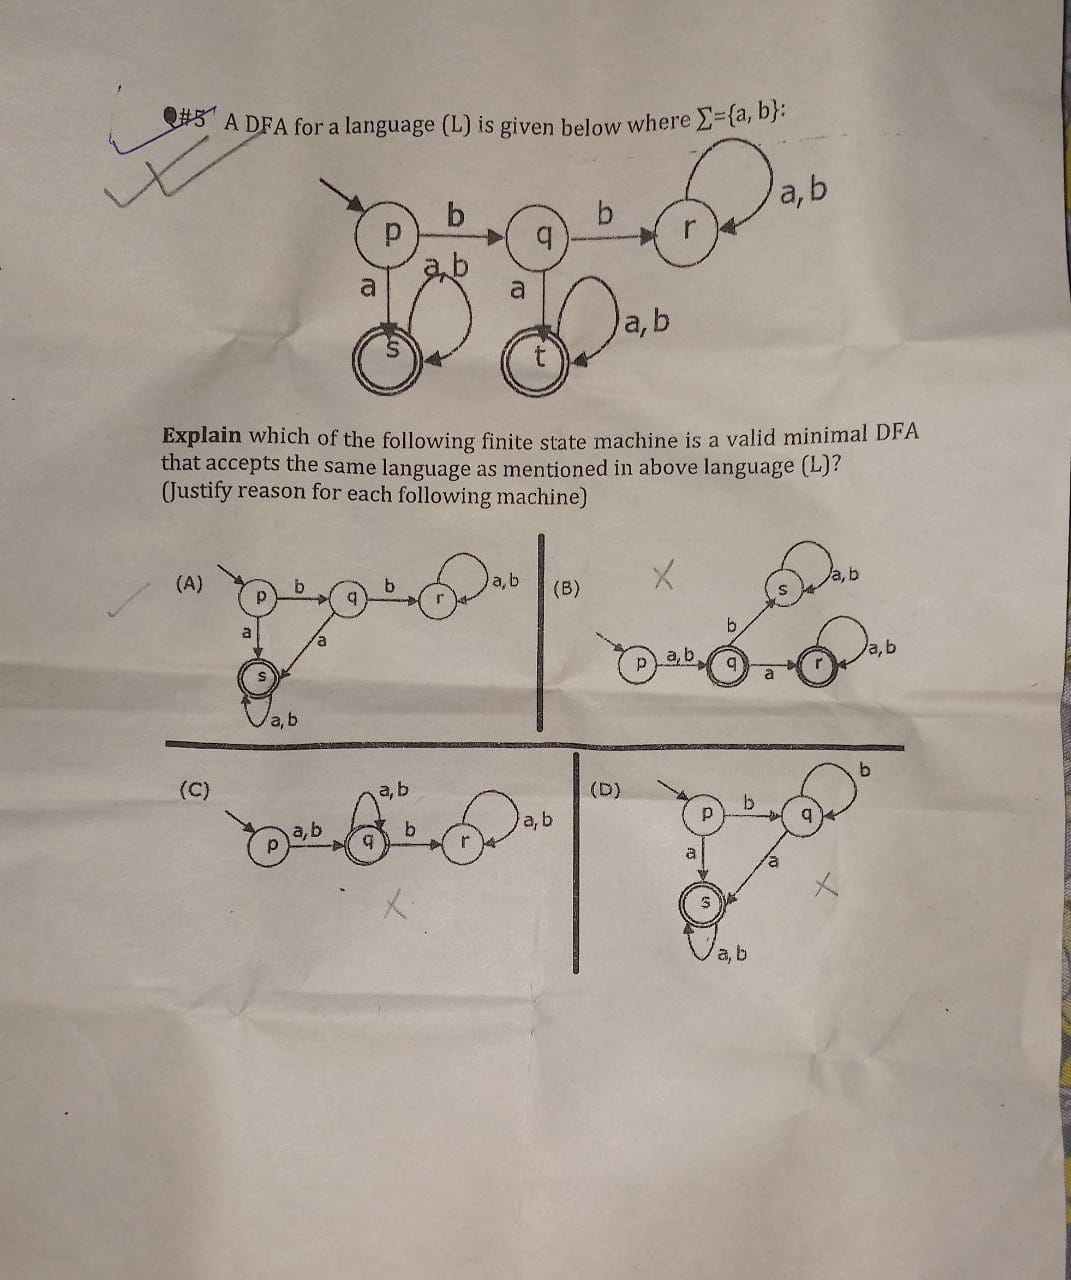 Q#5 A DFA for a language (L) is given below where ∑={a, b}:
a, b
b
b
p
q
r
a, b
a
a
a, b
s
t
Explain which of the following finite state machine is a valid minimal DFA
that accepts the same language as mentioned in above language (L)?
(Justify reason for each following machine)
(A)
p
b
q
b
r
a, b
a
a
s
a, b
(B)
s
a, b
b
p
a, b
q
a
r
a, b
(C)
a, b
p
a, b
q
b
r
a, b
(D)
b
p
b
q
a
a
s
a, b